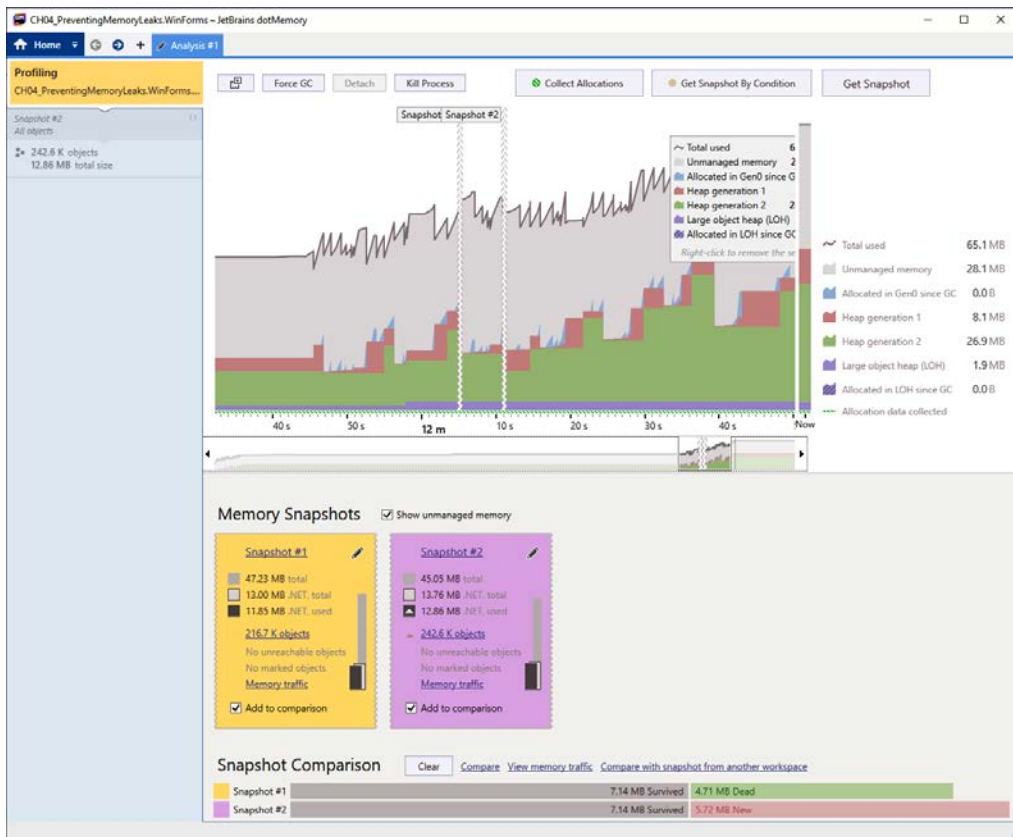 CH04_PreventingMemoryLeaks.WinForms – JetBrains dotMemory
Home + Analysis #1
Profiling
CH04_PreventingMemoryLeaks.WinForms....
Snapshot #2
All objects
242.6 K objects
12.86 MB total size
Force GC Detach Kill Process Collect Allocations Get Snapshot By Condition Get Snapshot
Snapshot Snapshot #2
Total used 6
Unmanaged memory 2
Allocated in Gen0 since G
Heap generation 1
Heap generation 2 2
Large object heap (LOH)
Allocated in LOH since GC
Right-click to remove the se
Total used 65.1 MB
Unmanaged memory 28.1 MB
Allocated in Gen0 since GC 0.0 B
Heap generation 1 8.1 MB
Heap generation 2 26.9 MB
Large object heap (LOH) 1.9 MB
Allocated in LOH since GC 0.0 B
Allocation data collected
40 s 50 s 12 m 10 s 20 s 30 s 40 s Now
Memory Snapshots Show unmanaged memory
Snapshot #1
47.23 MB total
13.00 MB .NET, total
11.85 MB .NET, used
216.7 K objects
No unreachable objects
No marked objects
Memory traffic
Add to comparison
Snapshot #2
45.05 MB total
13.76 MB .NET, total
12.86 MB .NET, used
242.6 K objects
No unreachable objects
No marked objects
Memory traffic
Add to comparison
Snapshot Comparison Clear Compare View memory traffic Compare with snapshot from another workspace
Snapshot #1 7.14 MB Survived 4.71 MB Dead
Snapshot #2 7.14 MB Survived 5.72 MB New